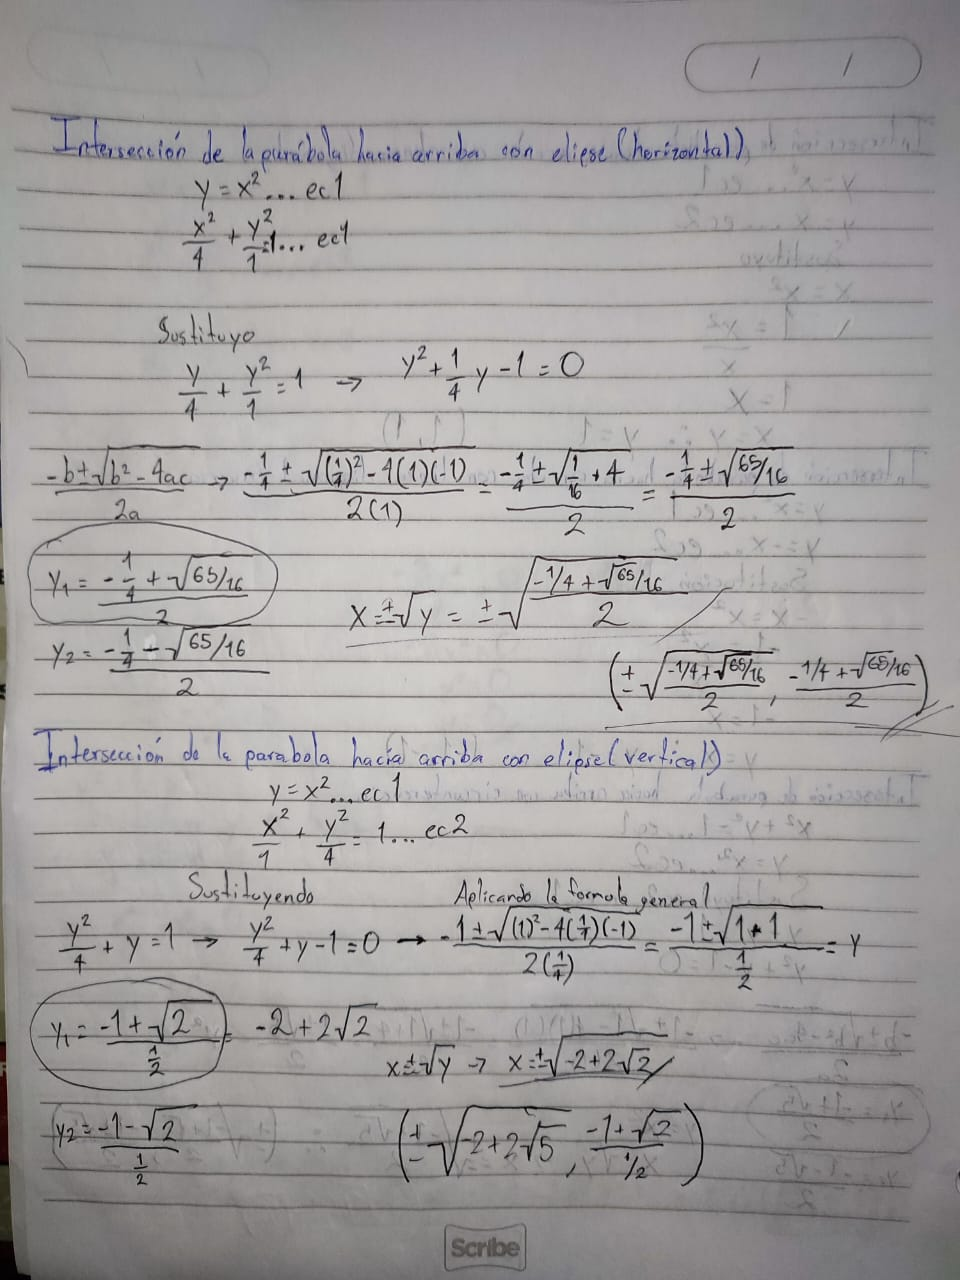 / /
Intersección de la parábola hacia arriba con elipse (horizontal)
y = x² ... ec1
x²/4 + y²/1 = 1 ... ec1
Sustituyo
y/4 + y²/1 = 1 → y² + 1/4 y - 1 = 0
-b ± √(b² - 4ac) / 2a → -1/4 ± √((1/4)² - 4(1)(-1)) / 2(1) = -1/4 ± √(1/16 + 4) / 2 = -1/4 ± √(65/16) / 2
y₁ = -1/4 + √65/16 / 2
x = ± √y = ± √(-1/4 + √65/16 / 2)
y₂ = -1/4 - √65/16 / 2
(± √(-1/4 + √65/16 / 2), -1/4 + √65/16 / 2)
Intersección de la parabola hacia arriba con elipse (vertical)
y = x² ... ec1
x²/1 + y²/4 = 1 ... ec2
Sustituyendo Aplicando la formula general
y²/4 + y = 1 → y²/4 + y - 1 = 0 → -1 ± √((1)² - 4(1/4)(-1)) / 2(1/4) = -1 ± √(1 + 1) / 1/2 = y
y₁ = -1 + √2 / 1/2 = -2 + 2√2
x = ± √y → x = ± √(-2 + 2√2)
y₂ = -1 - √2 / 1/2
(± √(-2 + 2√5), -1 + √2 / 1/2)
Scribe